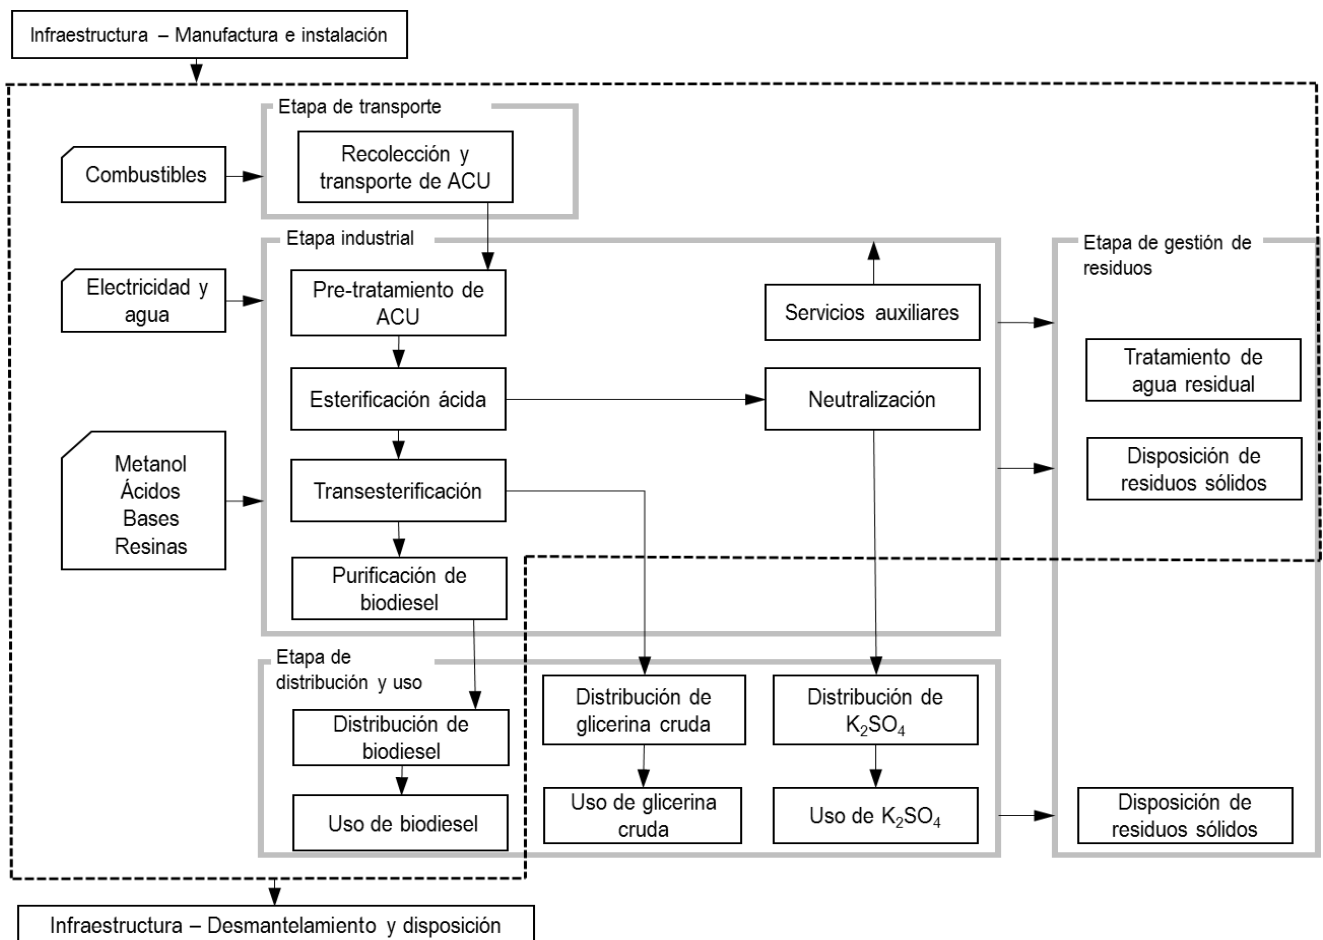 Infraestructura – Manufactura e instalación
Etapa de transporte
Combustibles
Recolección y
transporte de ACU
Etapa industrial
Etapa de gestión de
residuos
Electricidad y
agua
Pre-tratamiento de
ACU
Servicios auxiliares
Tratamiento de
agua residual
Esterificación ácida
Neutralización
Metanol
Ácidos
Bases
Resinas
Transesterificación
Disposición de
residuos sólidos
Purificación de
biodiesel
Etapa de
distribución y uso
Distribución de
biodiesel
Distribución de
glicerina cruda
Distribución de
K₂SO₄
Uso de biodiesel
Uso de glicerina
cruda
Uso de K₂SO₄
Disposición de
residuos sólidos
Infraestructura – Desmantelamiento y disposición